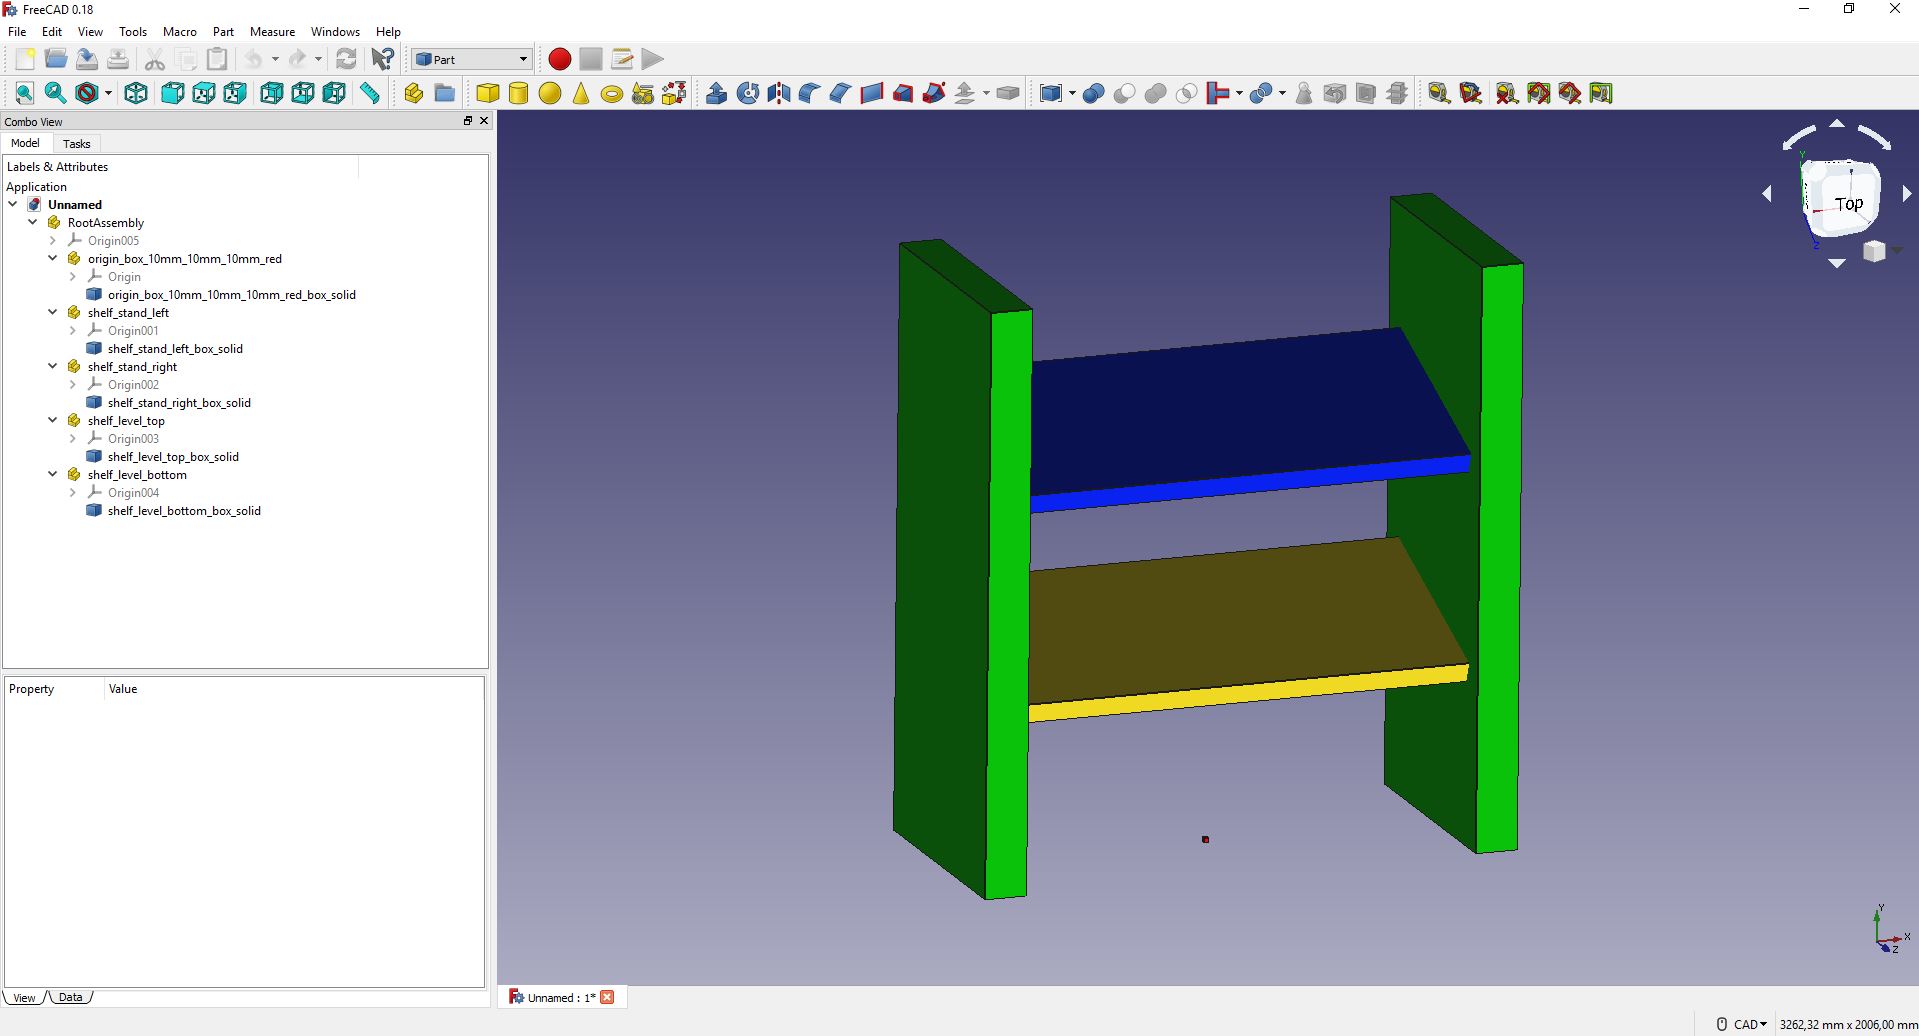 FreeCAD 0.18
File Edit View Tools Macro Part Measure Windows Help
Part
Combo View
Model Tasks
Labels & Attributes
Application
Unnamed
RootAssembly
Origin005
origin_box_10mm_10mm_10mm_red
Origin
origin_box_10mm_10mm_10mm_red_box_solid
shelf_stand_left
Origin001
shelf_stand_left_box_solid
shelf_stand_right
Origin002
shelf_stand_right_box_solid
shelf_level_top
Origin003
shelf_level_top_box_solid
shelf_level_bottom
Origin004
shelf_level_bottom_box_solid
Property Value
View Data
Y
Top
Z
Y
X
Z
Unnamed : 1*
CAD 3262,32 mm x 2006,00 mm